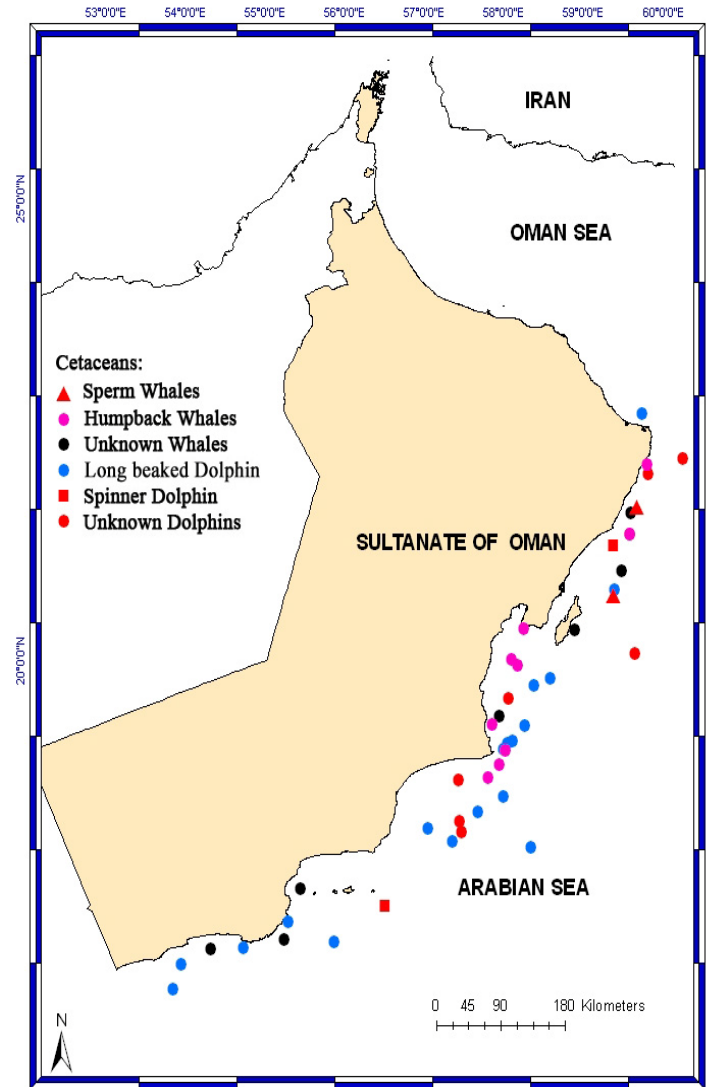 53°0'0"E 54°0'0"E 55°0'0"E 56°0'0"E 57°0'0"E 58°0'0"E 59°0'0"E 60°0'0"E
IRAN
25°0'0"N
OMAN SEA
Cetaceans:
Sperm Whales
Humpback Whales
Unknown Whales
Long beaked Dolphin
Spinner Dolphin
Unknown Dolphins
SULTANATE OF OMAN
20°0'0"N
ARABIAN SEA
N
0 45 90 180 Kilometers